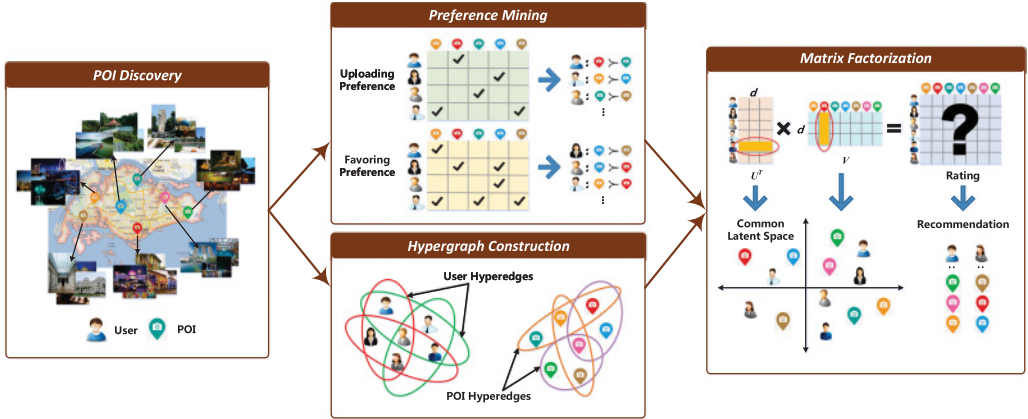 POI Discovery
User
POI
Preference Mining
Uploading
Preference
:
:
:
⋮
Favoring
Preference
:
:
:
⋮
Hypergraph Construction
User Hyperedges
POI Hyperedges
Matrix Factorization
d
d
×
=
?
U^T
V
Rating
Common
Latent Space
Recommendation
..
..